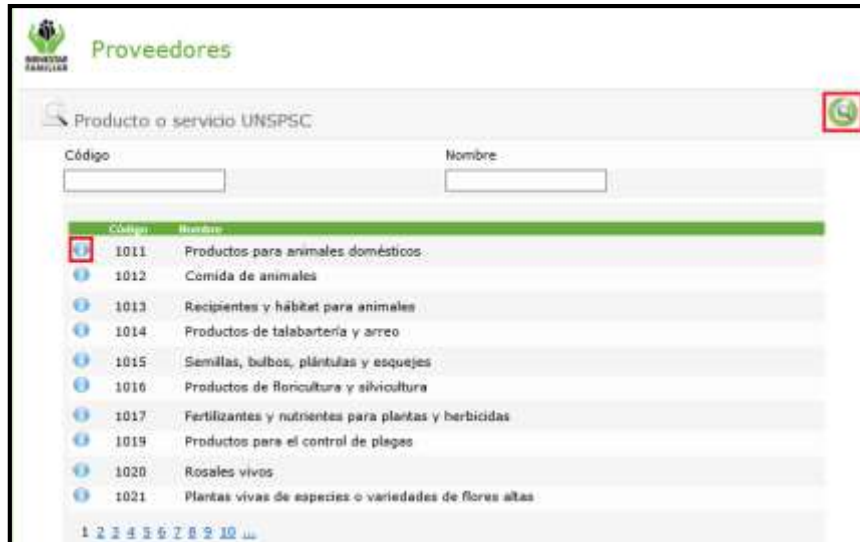 BIENESTAR
FAMILIAR
Proveedores
Producto o servicio UNSPSC
Código Nombre
Código Nombre
1011 Productos para animales domésticos
1012 Comida de animales
1013 Recipientes y hábitat para animales
1014 Productos de talabartería y arreo
1015 Semillas, bulbos, plántulas y esquejes
1016 Productos de floricultura y silvicultura
1017 Fertilizantes y nutrientes para plantas y herbicidas
1019 Productos para el control de plagas
1020 Rosales vivos
1021 Plantas vivas de especies o variedades de flores altas
1 2 3 4 5 6 7 8 9 10 ...